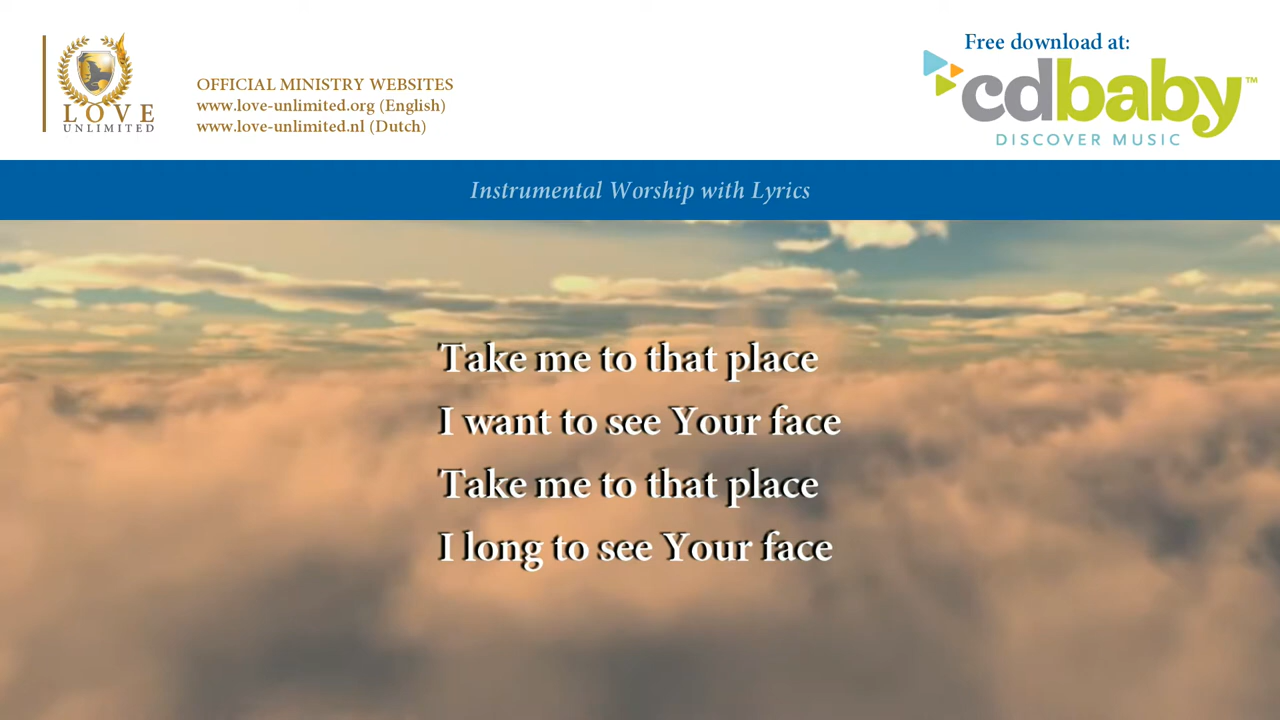 LOVE
UNLIMITED
OFFICIAL MINISTRY WEBSITES
www.love-unlimited.org (English)
www.love-unlimited.nl (Dutch)
Free download at:
cdbaby™
DISCOVER MUSIC
Instrumental Worship with Lyrics
Take me to that place
I want to see Your face
Take me to that place
I long to see Your face